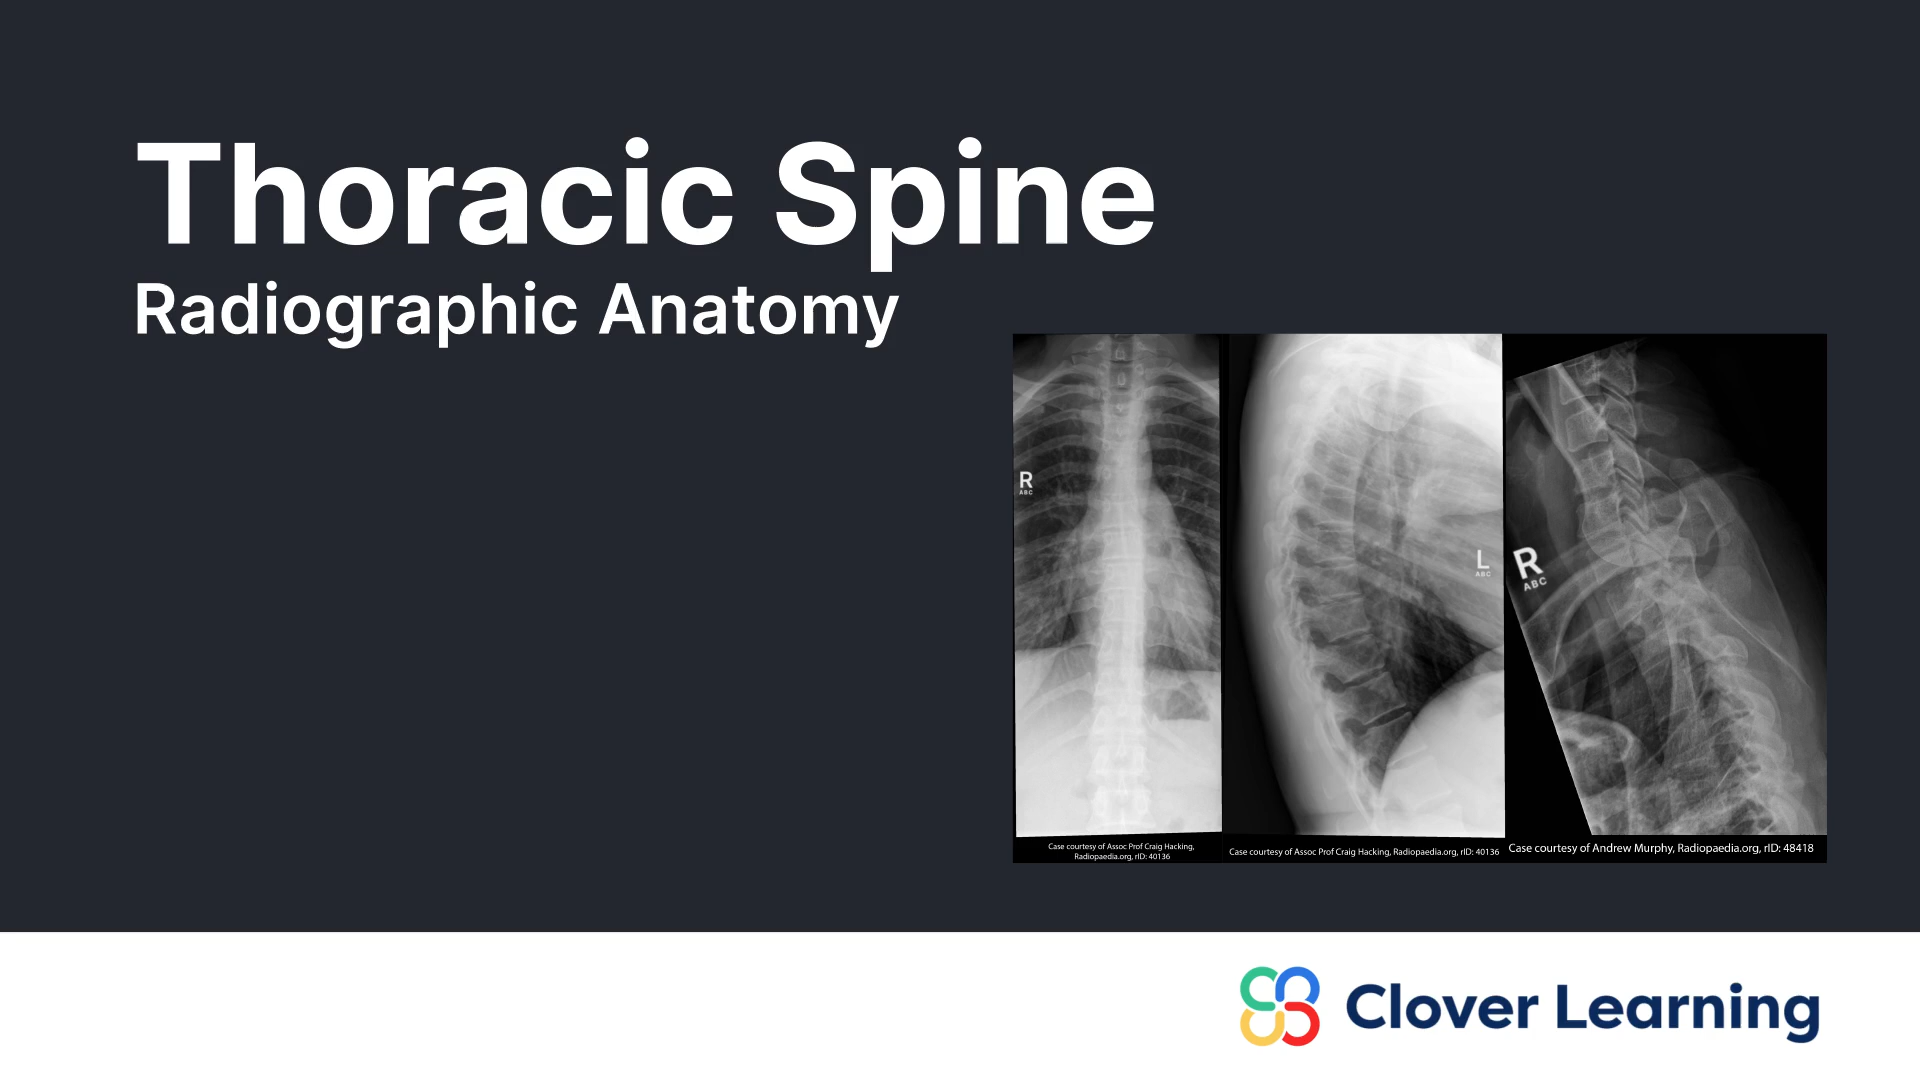 Thoracic Spine
Radiographic Anatomy
R
ABC
L
ABC
R
ABC
Case courtesy of Assoc Prof Craig Hacking,
Radiopaedia.org, rID: 40136
Case courtesy of Assoc Prof Craig Hacking, Radiopaedia.org, rID: 40136
Case courtesy of Andrew Murphy, Radiopaedia.org, rID: 48418
Clover Learning